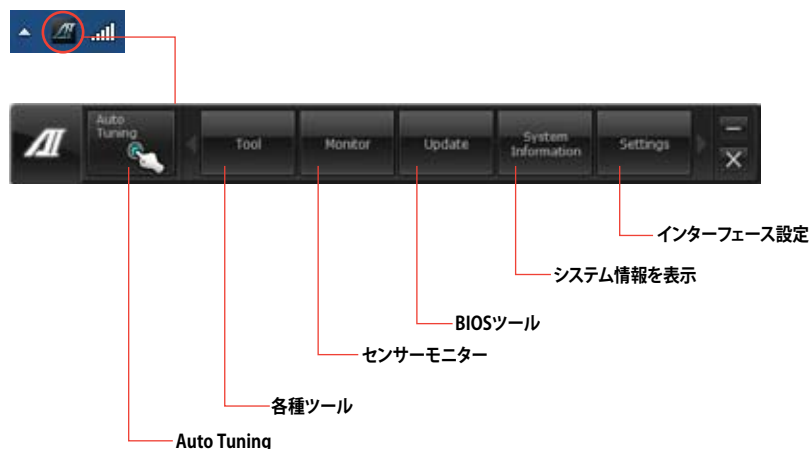 Auto
Tuning
Tool
Monitor
Update
System
Information
Settings
インターフェース設定
システム情報を表示
BIOSツール
センサーモニター
各種ツール
Auto Tuning